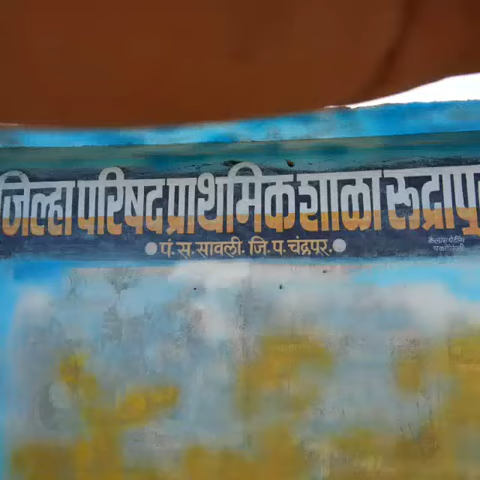 जिल्हा परिषद प्राथमिक शाळा रुद्रापूर
● पं. स. सावली. जि. प. चंद्रपूर. ●